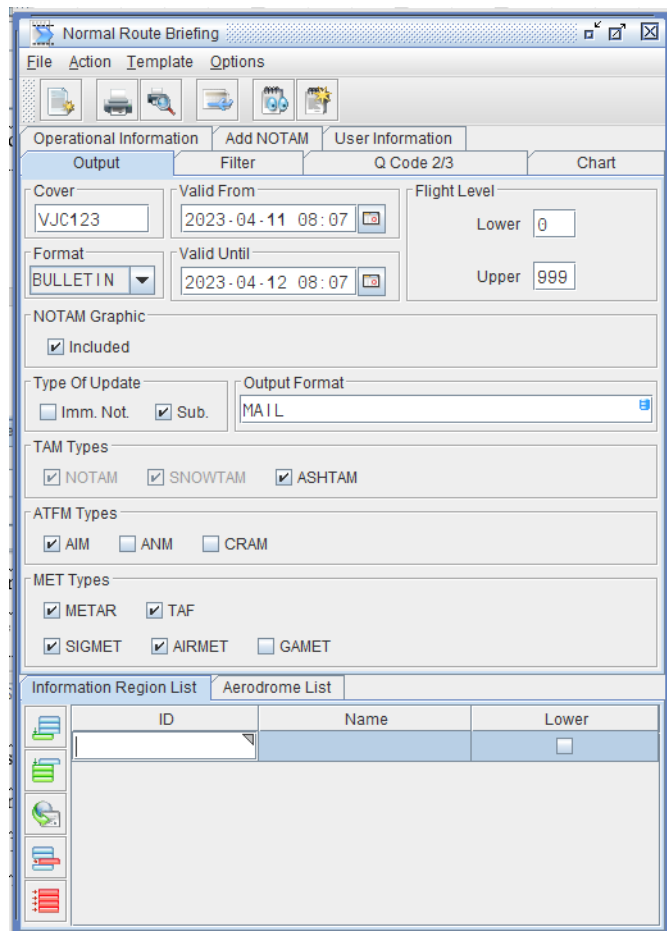 Normal Route Briefing
File Action Template Options
Operational Information Add NOTAM User Information
Output Filter Q Code 2/3 Chart
Cover Valid From Flight Level
VJC123 2023-04-11 08:07 Lower 0
Format Valid Until
BULLETIN 2023-04-12 08:07 Upper 999
NOTAM Graphic
Included
Type Of Update Output Format
Imm. Not. Sub. MAIL
TAM Types
NOTAM SNOWTAM ASHTAM
ATFM Types
AIM ANM CRAM
MET Types
METAR TAF
SIGMET AIRMET GAMET
Information Region List Aerodrome List
ID Name Lower